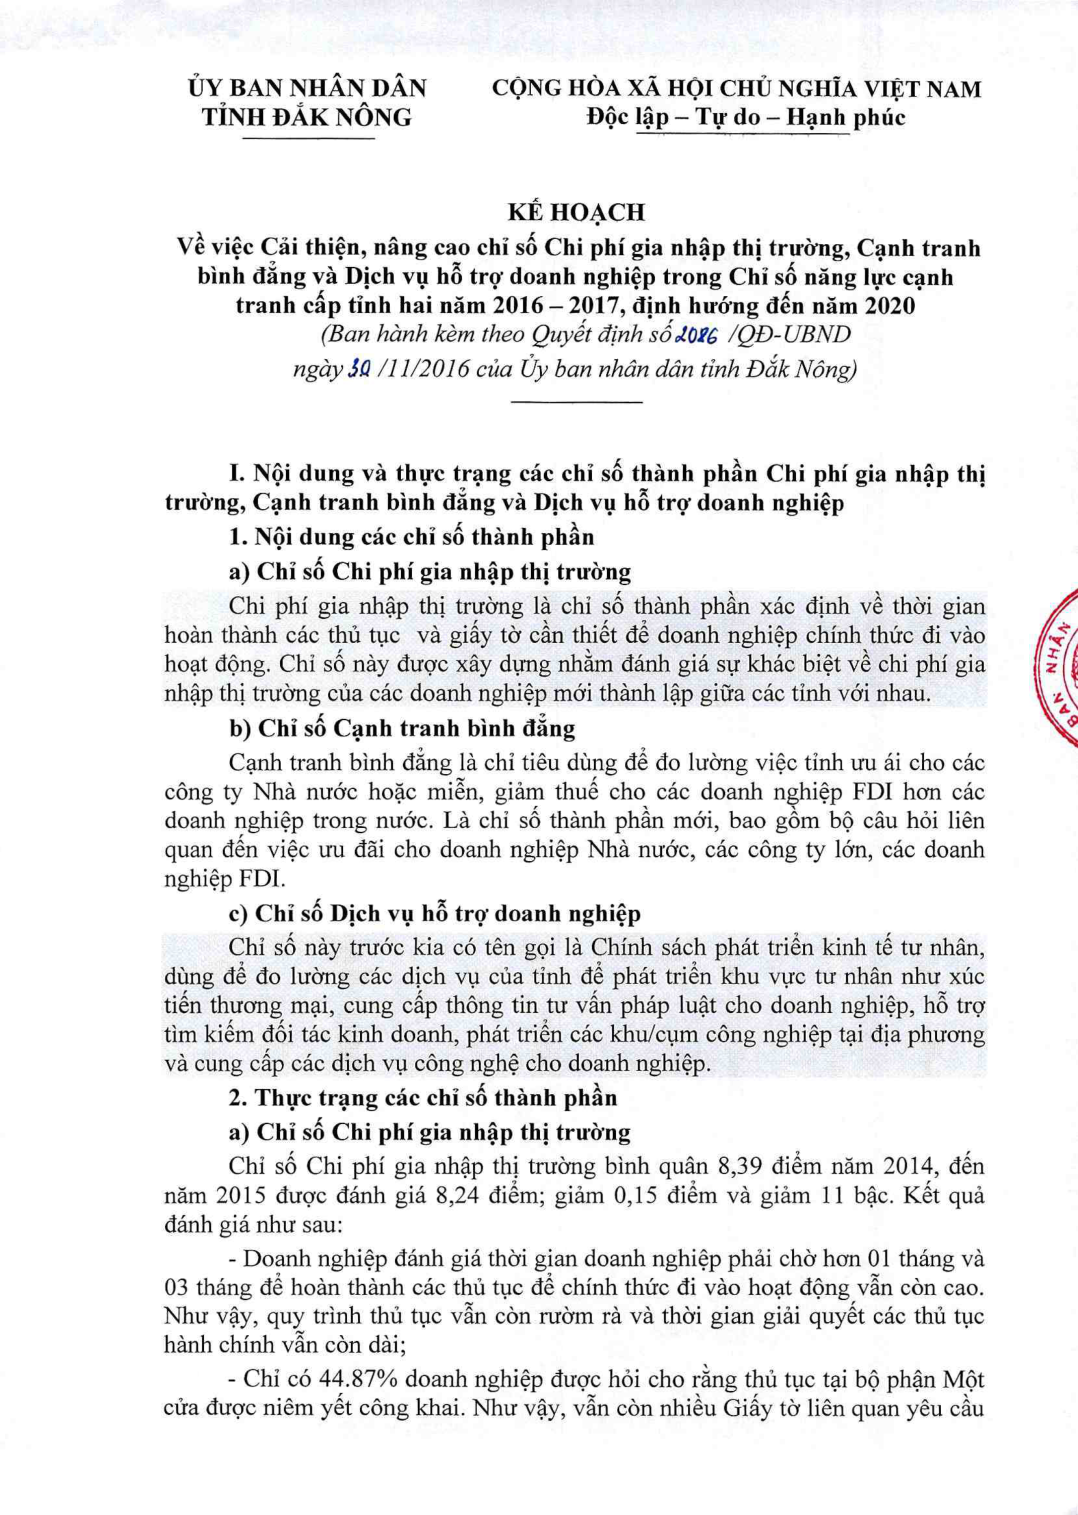 ỦY BAN NHÂN DÂN
TỈNH ĐẮK NÔNG
CỘNG HÒA XÃ HỘI CHỦ NGHĨA VIỆT NAM
Độc lập – Tự do – Hạnh phúc
KẾ HOẠCH
Về việc Cải thiện, nâng cao chỉ số Chi phí gia nhập thị trường, Cạnh tranh
bình đẳng và Dịch vụ hỗ trợ doanh nghiệp trong Chỉ số năng lực cạnh
tranh cấp tỉnh hai năm 2016 – 2017, định hướng đến năm 2020
(Ban hành kèm theo Quyết định số 2086 /QĐ-UBND
ngày 30 /11/2016 của Ủy ban nhân dân tỉnh Đắk Nông)
I. Nội dung và thực trạng các chỉ số thành phần Chi phí gia nhập thị
trường, Cạnh tranh bình đẳng và Dịch vụ hỗ trợ doanh nghiệp
1. Nội dung các chỉ số thành phần
a) Chỉ số Chi phí gia nhập thị trường
Chi phí gia nhập thị trường là chỉ số thành phần xác định về thời gian
hoàn thành các thủ tục và giấy tờ cần thiết để doanh nghiệp chính thức đi vào
hoạt động. Chỉ số này được xây dựng nhằm đánh giá sự khác biệt về chi phí gia
nhập thị trường của các doanh nghiệp mới thành lập giữa các tỉnh với nhau.
b) Chỉ số Cạnh tranh bình đẳng
Cạnh tranh bình đẳng là chỉ tiêu dùng để đo lường việc tỉnh ưu ái cho các
công ty Nhà nước hoặc miễn, giảm thuế cho các doanh nghiệp FDI hơn các
doanh nghiệp trong nước. Là chỉ số thành phần mới, bao gồm bộ câu hỏi liên
quan đến việc ưu đãi cho doanh nghiệp Nhà nước, các công ty lớn, các doanh
nghiệp FDI.
c) Chỉ số Dịch vụ hỗ trợ doanh nghiệp
Chỉ số này trước kia có tên gọi là Chính sách phát triển kinh tế tư nhân,
dùng để đo lường các dịch vụ của tỉnh để phát triển khu vực tư nhân như xúc
tiến thương mại, cung cấp thông tin tư vấn pháp luật cho doanh nghiệp, hỗ trợ
tìm kiếm đối tác kinh doanh, phát triển các khu/cụm công nghiệp tại địa phương
và cung cấp các dịch vụ công nghệ cho doanh nghiệp.
2. Thực trạng các chỉ số thành phần
a) Chỉ số Chi phí gia nhập thị trường
Chỉ số Chi phí gia nhập thị trường bình quân 8,39 điểm năm 2014, đến
năm 2015 được đánh giá 8,24 điểm; giảm 0,15 điểm và giảm 11 bậc. Kết quả
đánh giá như sau:
- Doanh nghiệp đánh giá thời gian doanh nghiệp phải chờ hơn 01 tháng và
03 tháng để hoàn thành các thủ tục để chính thức đi vào hoạt động vẫn còn cao.
Như vậy, quy trình thủ tục vẫn còn rườm rà và thời gian giải quyết các thủ tục
hành chính vẫn còn dài;
- Chỉ có 44.87% doanh nghiệp được hỏi cho rằng thủ tục tại bộ phận Một
cửa được niêm yết công khai. Như vậy, vẫn còn nhiều Giấy tờ liên quan yêu cầu
BAN NHÂN